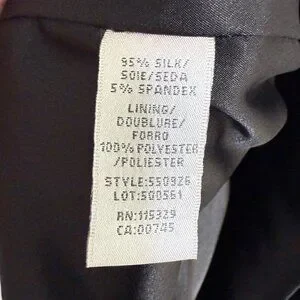 95% SILK/
SOIE/SEDA
5% SPANDEX
LINING/
DOUBLURE/
FORRO
100% POLYESTER
/POLIESTER
STYLE:550926
LOT:500561
RN:115329
CA:00745